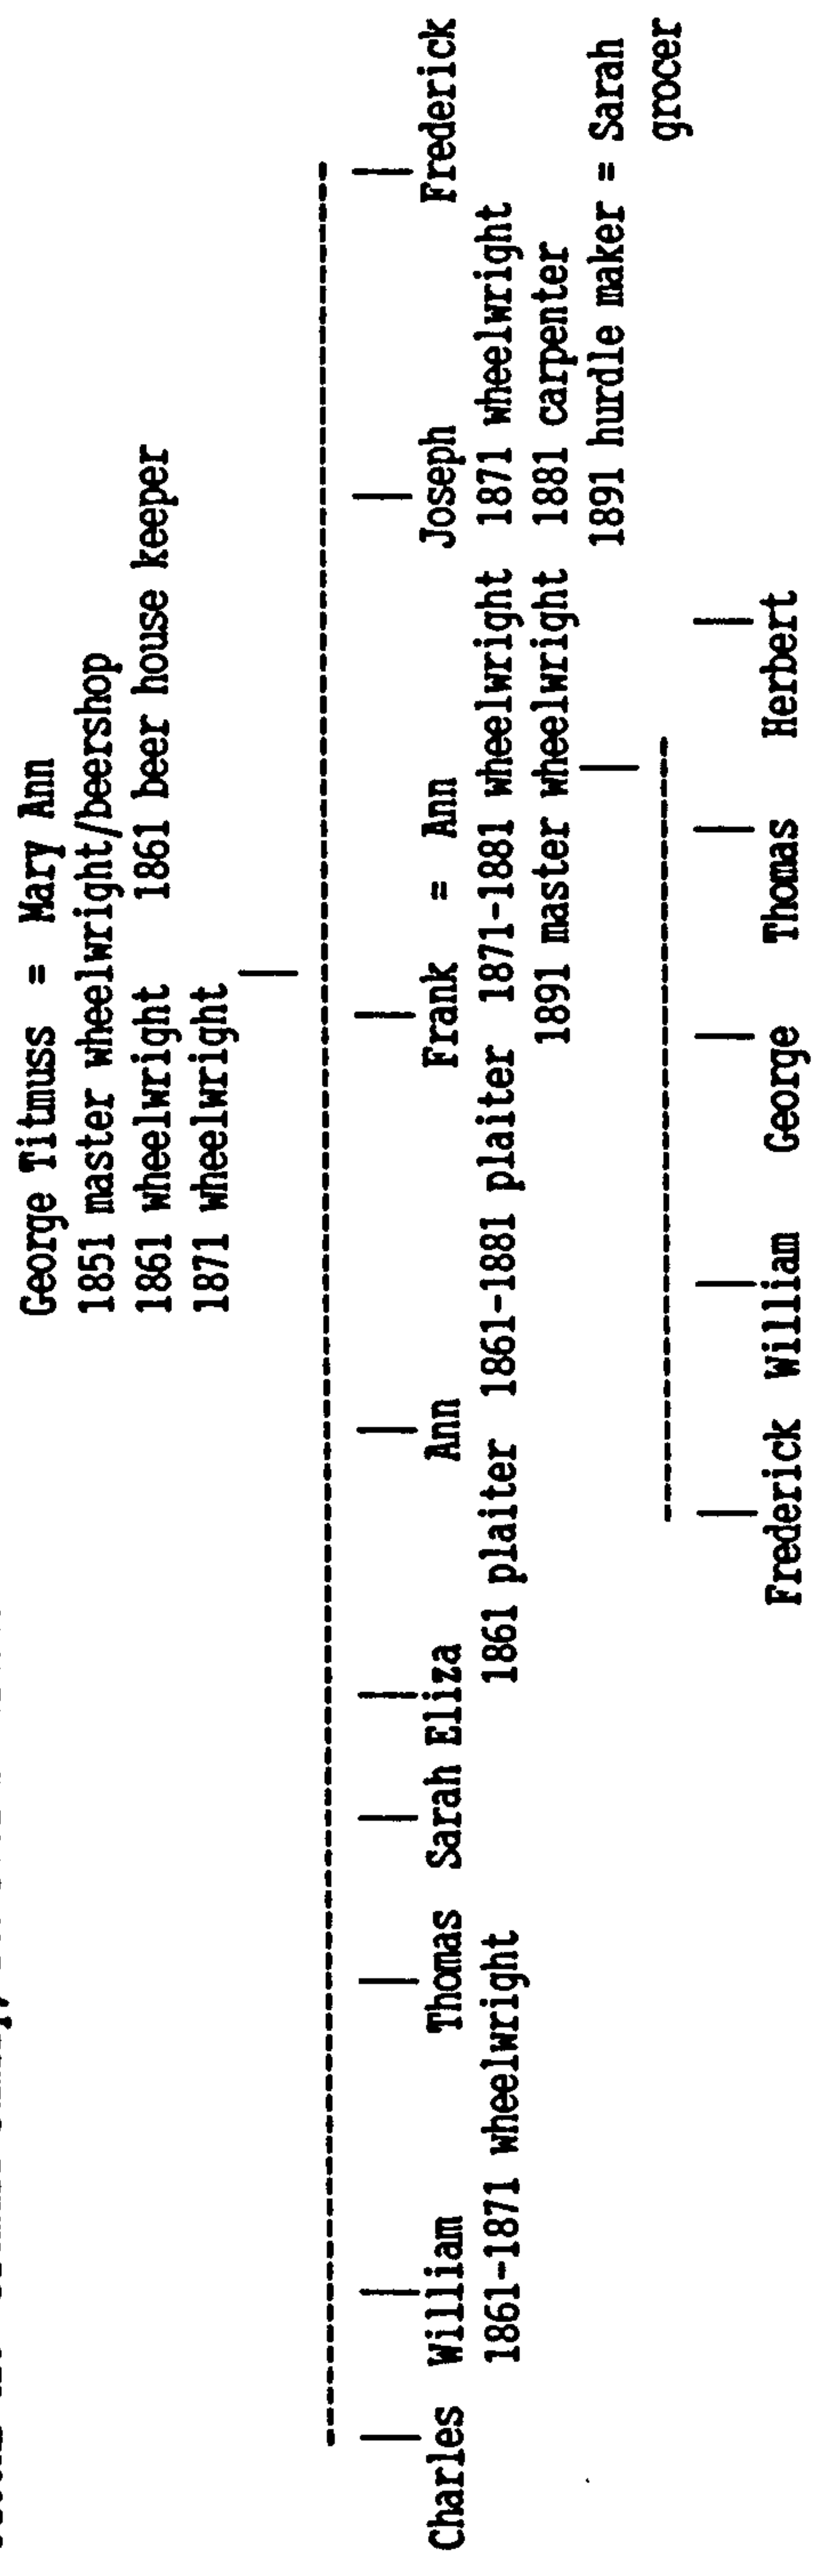 George Titmuss = Mary Ann
1851 master wheelwright/beershop
1861 wheelwright 1861 beer house keeper
1871 wheelwright
Charles William Thomas Sarah Eliza Ann Frank = Ann Joseph Frederick
1861-1871 wheelwright 1861 plaiter 1861-1881 plaiter 1871-1881 wheelwright 1871 wheelwright
1891 master wheelwright 1881 carpenter
1891 hurdle maker = Sarah
grocer
Frederick William George Thomas Herbert